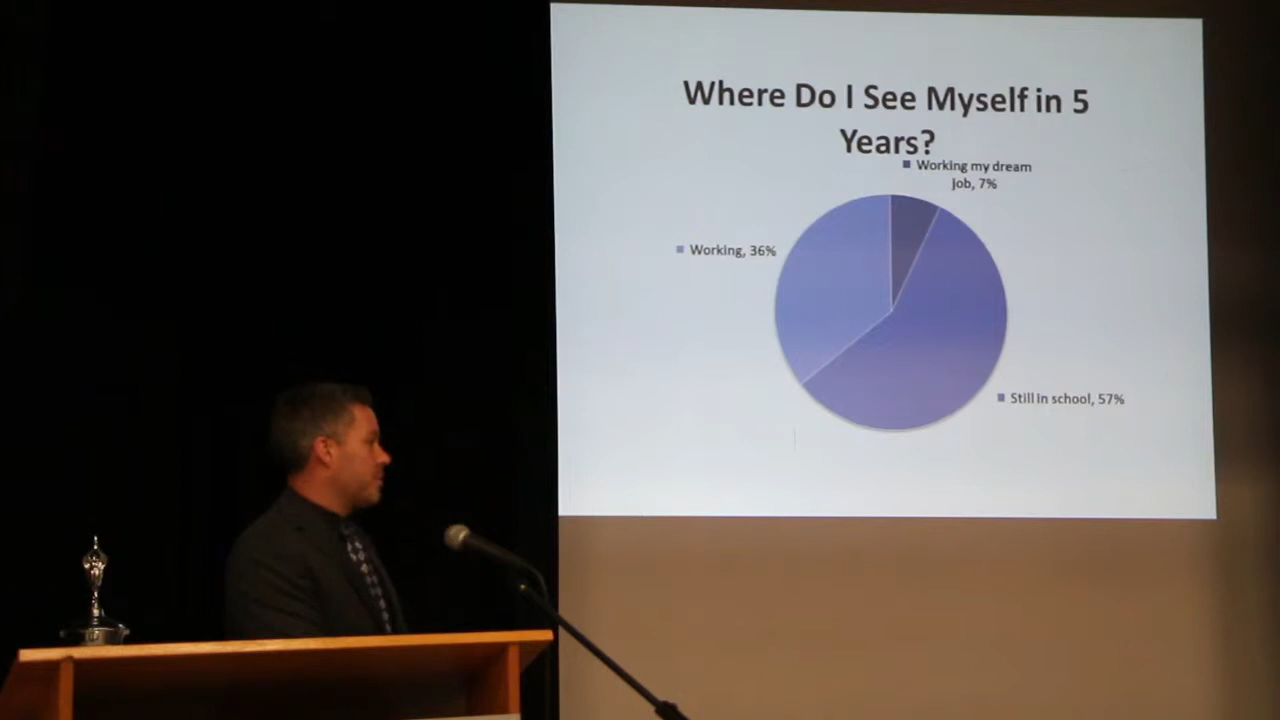 Where Do I See Myself in 5
Years?
Working my dream
Job, 7%
Working, 36%
Still in school, 57%